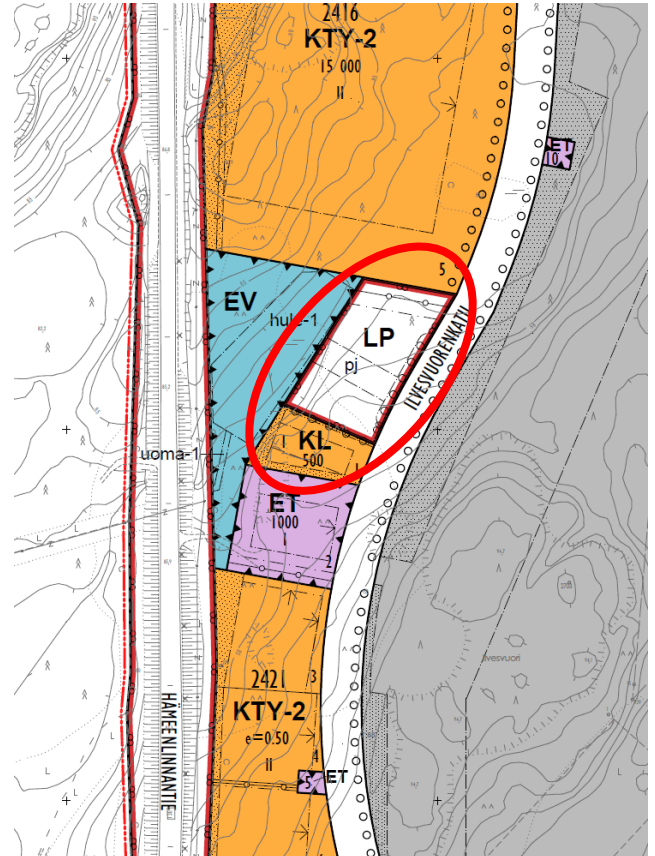 2416
KTY-2
15 000
II
ET
10
5
EV
hule-1
LP
pj
ILVESVUORENKATU
I
KL
500
I
uoma-1
ET
1000
I
2
2421
3
KTY-2
e=0.50
II
4
5
ET
HÄMEENLINNANTIE
Ilvesvuori